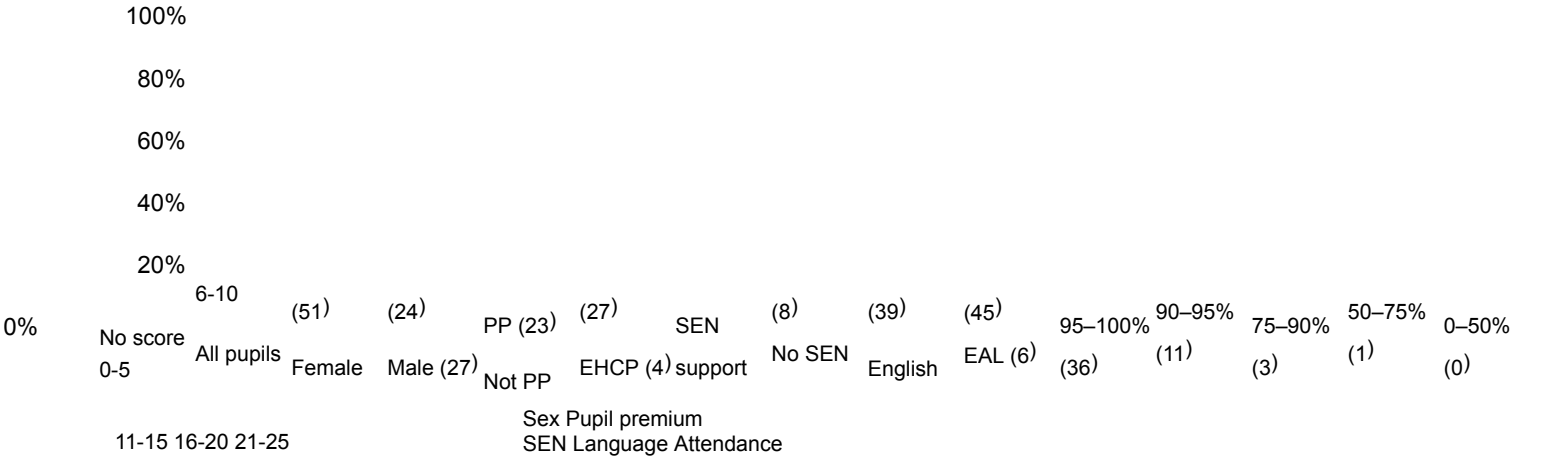 100%
80%
60%
40%
20%
0%
No score
0-5
6-10
All pupils
(51)
Female
(24)
Male (27)
PP (23)
Not PP
(27)
EHCP (4)
SEN
support
(8)
No SEN
(39)
English
(45)
EAL (6)
95–100%
(36)
90–95%
(11)
75–90%
(3)
50–75%
(1)
0–50%
(0)
11-15 16-20 21-25
Sex Pupil premium
SEN Language Attendance